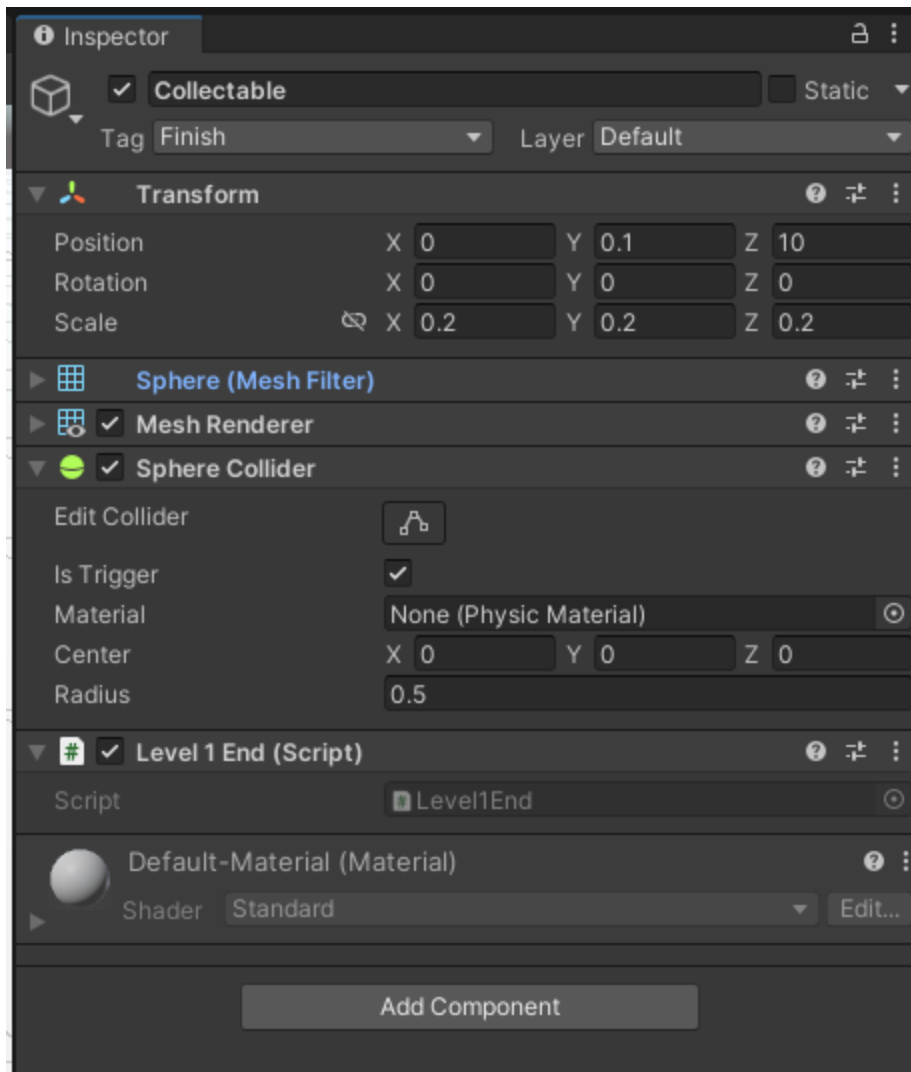 Inspector
Collectable Static
Tag Finish Layer Default
Transform
Position X 0 Y 0.1 Z 10
Rotation X 0 Y 0 Z 0
Scale X 0.2 Y 0.2 Z 0.2
Sphere (Mesh Filter)
Mesh Renderer
Sphere Collider
Edit Collider
Is Trigger
Material None (Physic Material)
Center X 0 Y 0 Z 0
Radius 0.5
# Level 1 End (Script)
Script Level1End
Default-Material (Material)
Shader Standard Edit...
Add Component